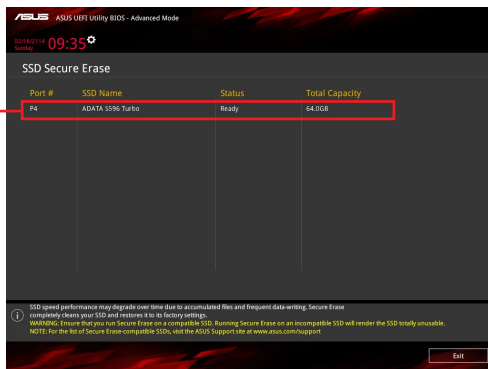 ASUS ASUS UEFI Utility BIOS - Advanced Mode
02/16/2114
Sunday
09:35
SSD Secure Erase
Port # SSD Name Status Total Capacity
P4 ADATA S596 Turbo Ready 64.0GB
SSD speed performance may degrade over time due to accumulated files and frequent data-writing. Secure Erase
completely cleans your SSD and restores it to its factory settings.
WARNING: Ensure that you run Secure Erase on a compatible SSD. Running Secure Erase on an incompatible SSD will render the SSD totally unusable.
NOTE: For the list of Secure Erase-compatible SSDs, visit the ASUS Support site at www.asus.com/support
Exit